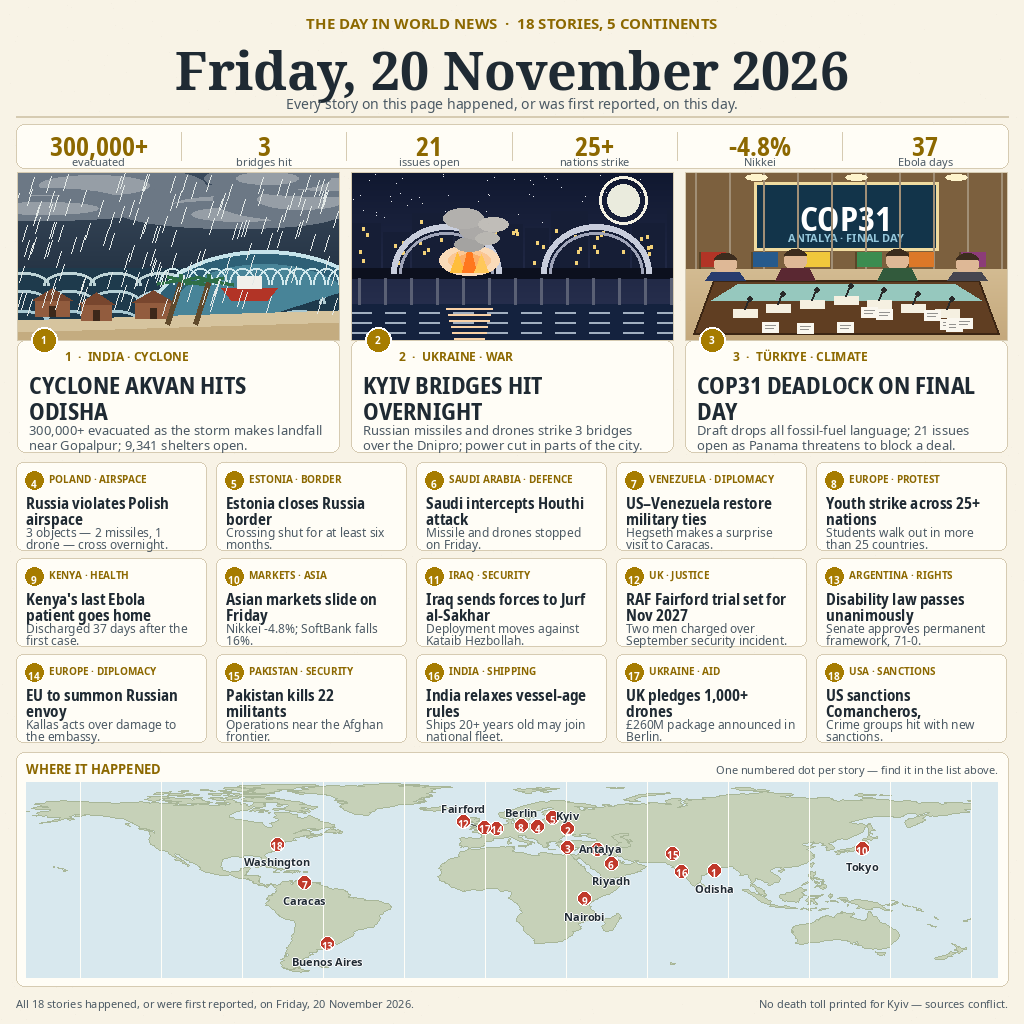 THE DAY IN WORLD NEWS · 18 STORIES, 5 CONTINENTS
Friday, 20 November 2026
Every story on this page happened, or was first reported, on this day.
300,000+
evacuated
3
bridges hit
21
issues open
25+
nations strike
-4.8%
Nikkei
37
Ebola days
COP31
ANTALYA · FINAL DAY
1
1 · INDIA · CYCLONE
CYCLONE AKVAN HITS
ODISHA
300,000+ evacuated as the storm makes landfall
near Gopalpur; 9,341 shelters open.
2
2 · UKRAINE · WAR
KYIV BRIDGES HIT
OVERNIGHT
Russian missiles and drones strike 3 bridges
over the Dnipro; power cut in parts of the city.
3
3 · TÜRKIYE · CLIMATE
COP31 DEADLOCK ON FINAL
DAY
Draft drops all fossil-fuel language; 21 issues
open as Panama threatens to block a deal.
4 POLAND · AIRSPACE
Russia violates Polish
airspace
3 objects — 2 missiles, 1
drone — cross overnight.
5 ESTONIA · BORDER
Estonia closes Russia
border
Crossing shut for at least six
months.
6 SAUDI ARABIA · DEFENCE
Saudi intercepts Houthi
attack
Missile and drones stopped
on Friday.
7 VENEZUELA · DIPLOMACY
US–Venezuela restore
military ties
Hegseth makes a surprise
visit to Caracas.
8 EUROPE · PROTEST
Youth strike across 25+
nations
Students walk out in more
than 25 countries.
9 KENYA · HEALTH
Kenya's last Ebola
patient goes home
Discharged 37 days after the
first case.
10 MARKETS · ASIA
Asian markets slide on
Friday
Nikkei -4.8%; SoftBank falls
16%.
11 IRAQ · SECURITY
Iraq sends forces to Jurf
al-Sakhar
Deployment moves against
Kataib Hezbollah.
12 UK · JUSTICE
RAF Fairford trial set for
Nov 2027
Two men charged over
September security incident.
13 ARGENTINA · RIGHTS
Disability law passes
unanimously
Senate approves permanent
framework, 71-0.
14 EUROPE · DIPLOMACY
EU to summon Russian
envoy
Kallas acts over damage to
the embassy.
15 PAKISTAN · SECURITY
Pakistan kills 22
militants
Operations near the Afghan
frontier.
16 INDIA · SHIPPING
India relaxes vessel-age
rules
Ships 20+ years old may join
national fleet.
17 UKRAINE · AID
UK pledges 1,000+
drones
£260M package announced in
Berlin.
18 USA · SANCTIONS
US sanctions
Comancheros,
Crime groups hit with new
sanctions.
WHERE IT HAPPENED
One numbered dot per story — find it in the list above.
Fairford
Berlin
Kyiv
12
17
14
8
4
5
2
18
Washington
3
Antalya
6
Riyadh
15
16
1
Odisha
10
Tokyo
7
Caracas
9
Nairobi
13
Buenos Aires
All 18 stories happened, or were first reported, on Friday, 20 November 2026.
No death toll printed for Kyiv — sources conflict.